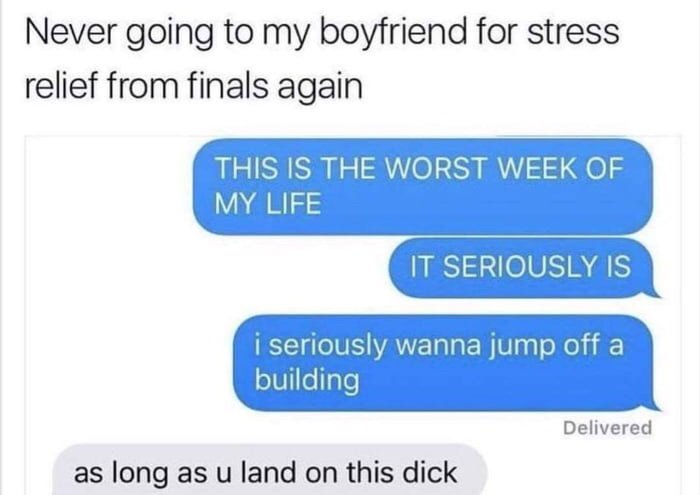 Never going to my boyfriend for stress
relief from finals again
THIS IS THE WORST WEEK OF
MY LIFE
IT SERIOUSLY IS
i seriously wanna jump off a
building
Delivered
as long as u land on this dick